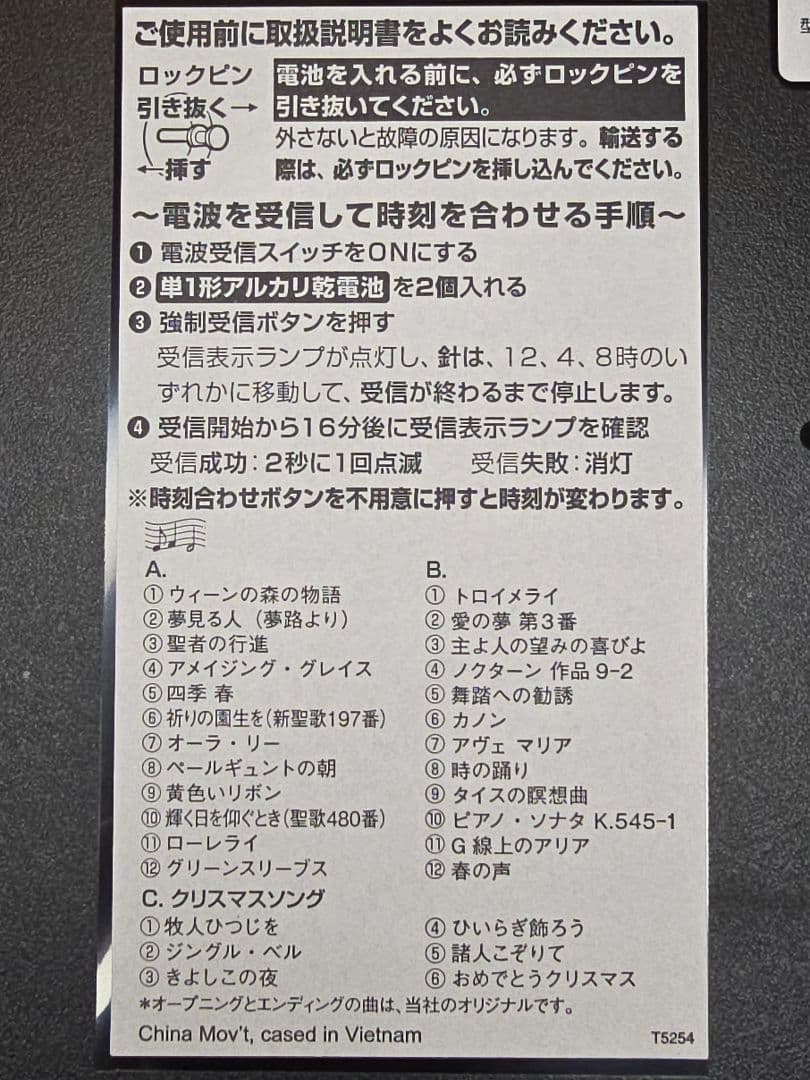 ご使用前に取扱説明書をよくお読みください。
ロックピン
引き抜く→
←挿す
電池を入れる前に、必ずロックピンを
引き抜いてください。
外さないと故障の原因になります。輸送する
際は、必ずロックピンを挿し込んでください。
～電波を受信して時刻を合わせる手順～
❶ 電波受信スイッチをONにする
❷ 単1形アルカリ乾電池 を2個入れる
❸ 強制受信ボタンを押す
受信表示ランプが点灯し、針は、12、4、8時のい
ずれかに移動して、受信が終わるまで停止します。
❹ 受信開始から16分後に受信表示ランプを確認
受信成功：2秒に1回点滅 受信失敗：消灯
※時刻合わせボタンを不用意に押すと時刻が変わります。
A.
①ウィーンの森の物語
②夢見る人（夢路より）
③聖者の行進
④アメイジング・グレイス
⑤四季 春
⑥祈りの園生を(新聖歌197番)
⑦オーラ・リー
⑧ペールギュントの朝
⑨黄色いリボン
⑩輝く日を仰ぐとき(聖歌480番)
⑪ローレライ
⑫グリーンスリーブス
B.
①トロイメライ
②愛の夢 第3番
③主よ人の望みの喜びよ
④ノクターン 作品9-2
⑤舞踏への勧誘
⑥カノン
⑦アヴェ マリア
⑧時の踊り
⑨タイスの瞑想曲
⑩ピアノ・ソナタ K.545-1
⑪G線上のアリア
⑫春の声
C. クリスマスソング
①牧人ひつじを
②ジングル・ベル
③きよしこの夜
④ひいらぎ飾ろう
⑤諸人こぞりて
⑥おめでとうクリスマス
*オープニングとエンディングの曲は、当社のオリジナルです。
China Mov't, cased in Vietnam
T5254